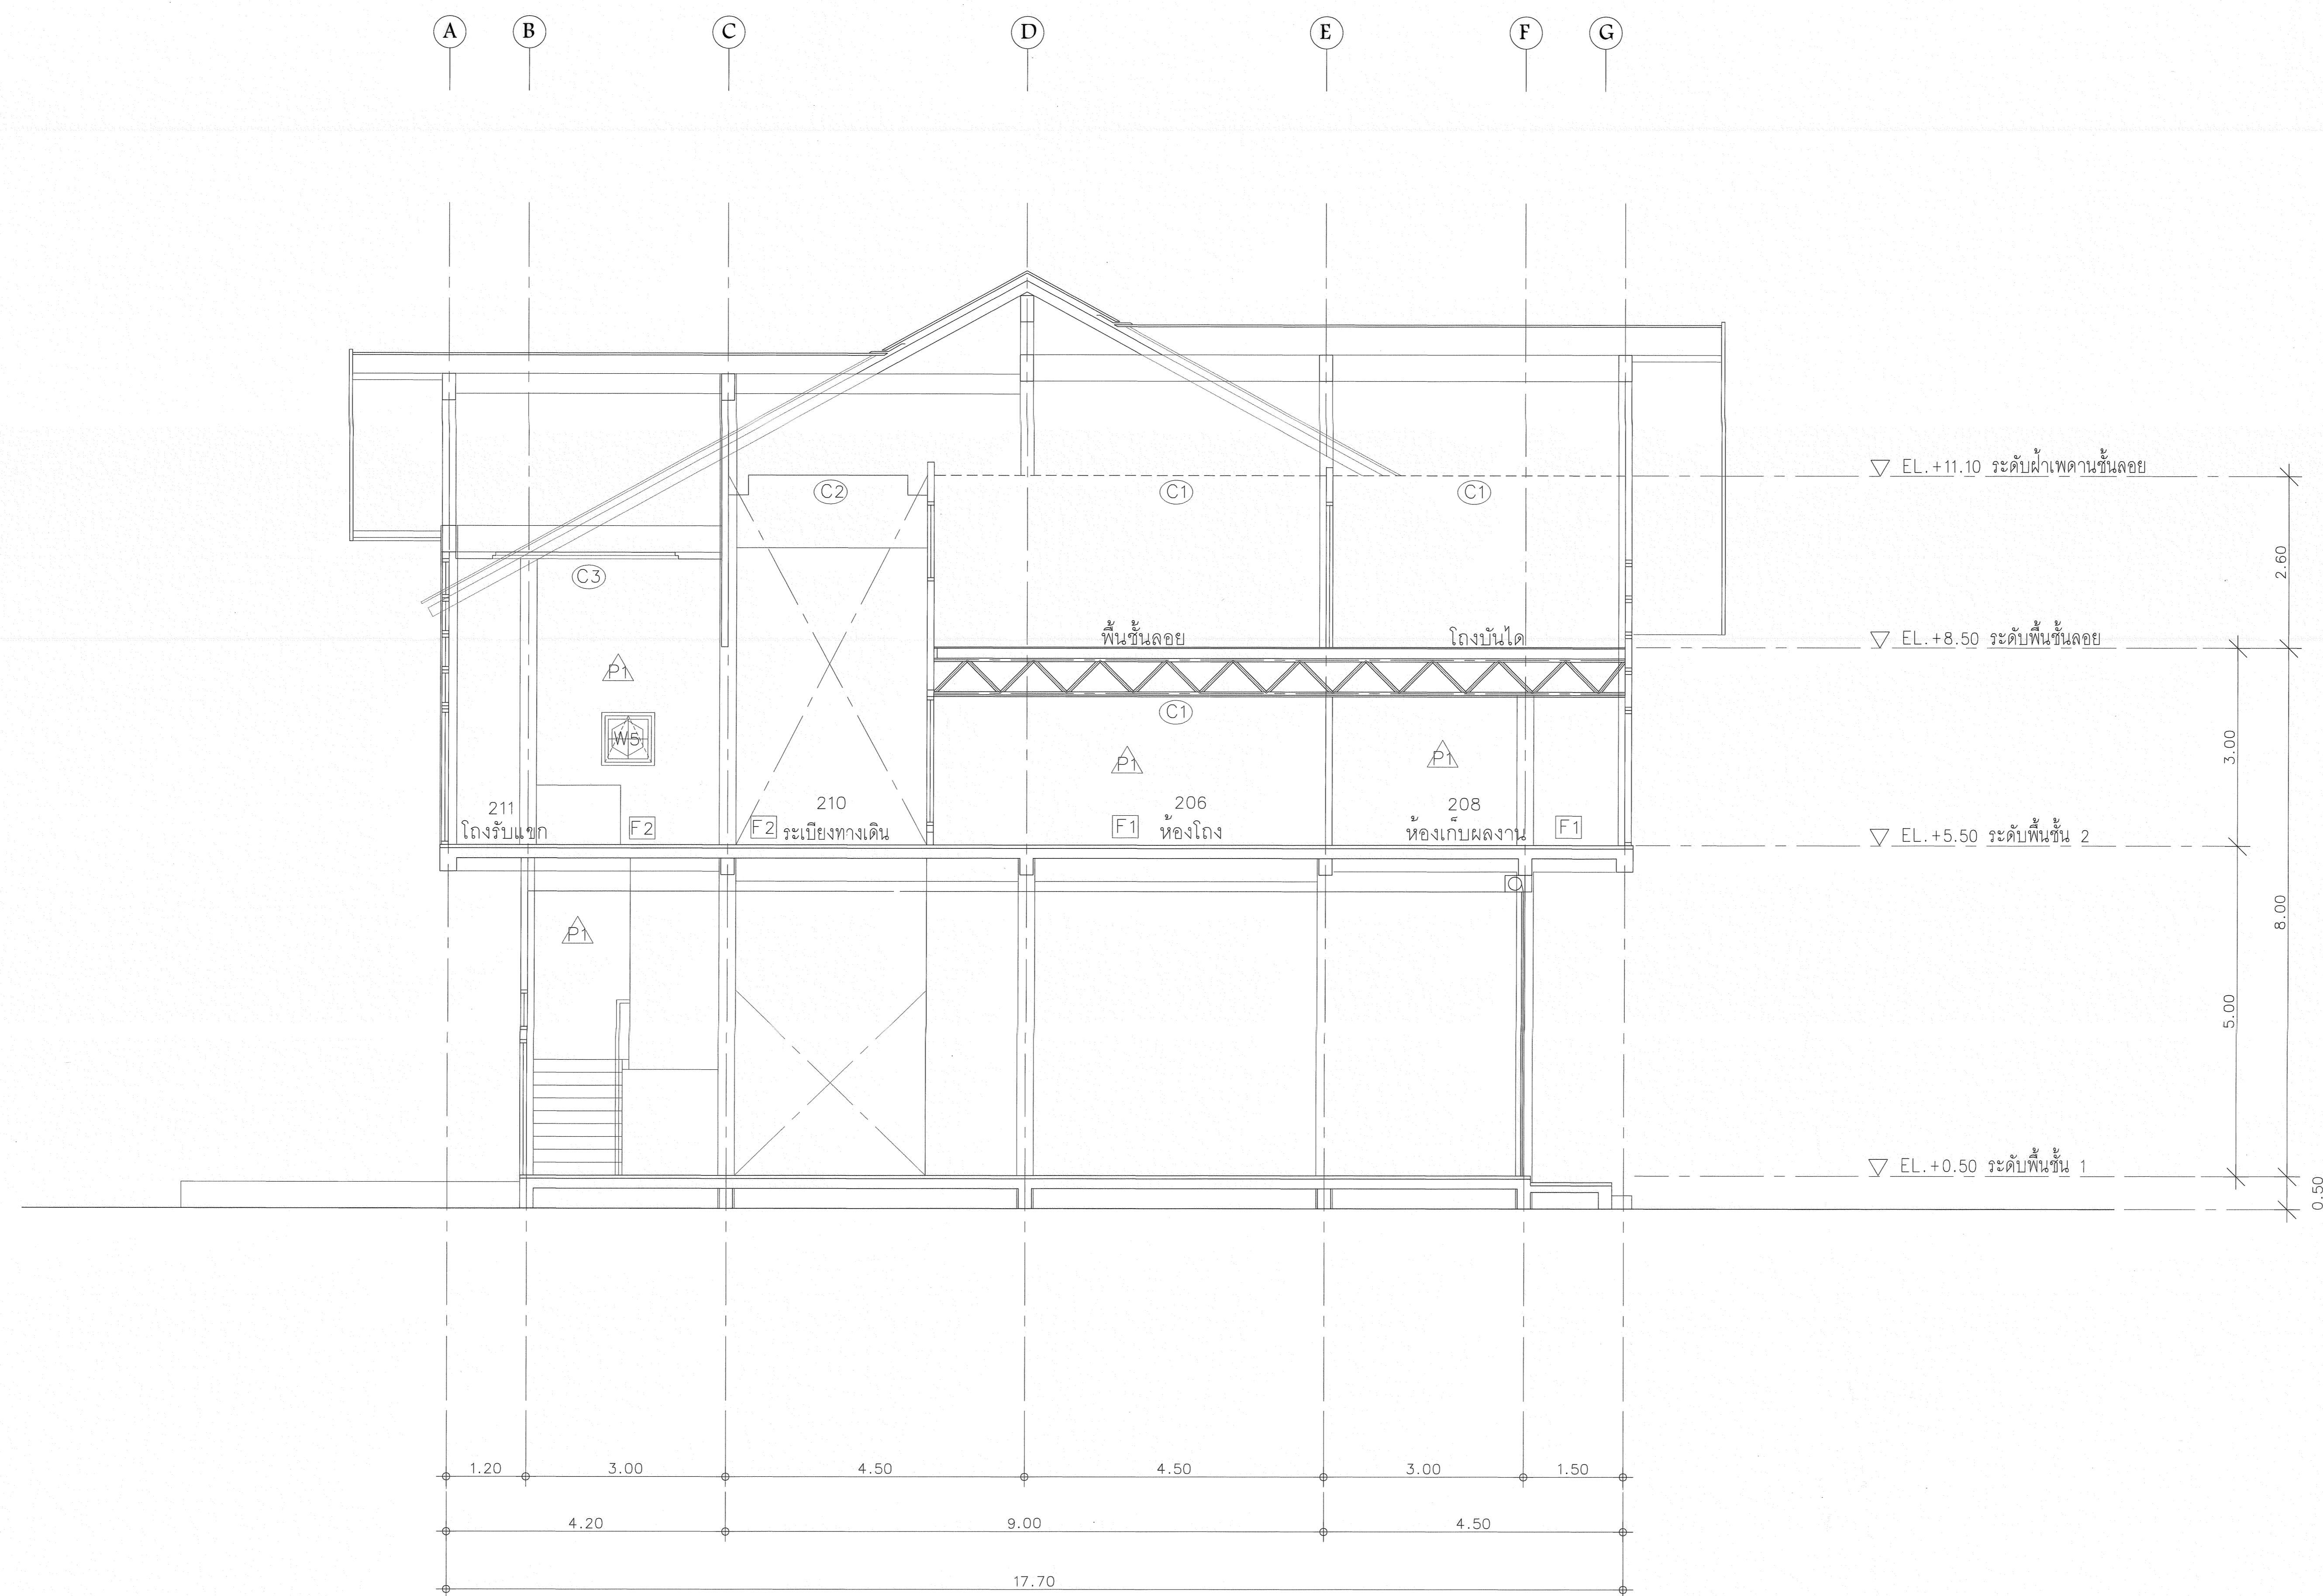 A B C D E F G
EL.+11.10 ระดับฝ้าเพดานชั้นลอย
C2 C1 C1
2.60
C3
พื้นชั้นลอย โถงบันได EL.+8.50 ระดับพื้นชั้นลอย
P1
C1
W5 P1 P1 3.00
211 210 206 208
โถงรับแขก F2 F2 ระเบียงทางเดิน F1 ห้องโถง ห้องเก็บผลงาน F1 EL.+5.50 ระดับพื้นชั้น 2
8.00
P1
5.00
EL.+0.50 ระดับพื้นชั้น 1
0.50
1.20 3.00 4.50 4.50 3.00 1.50
4.20 9.00 4.50
17.70